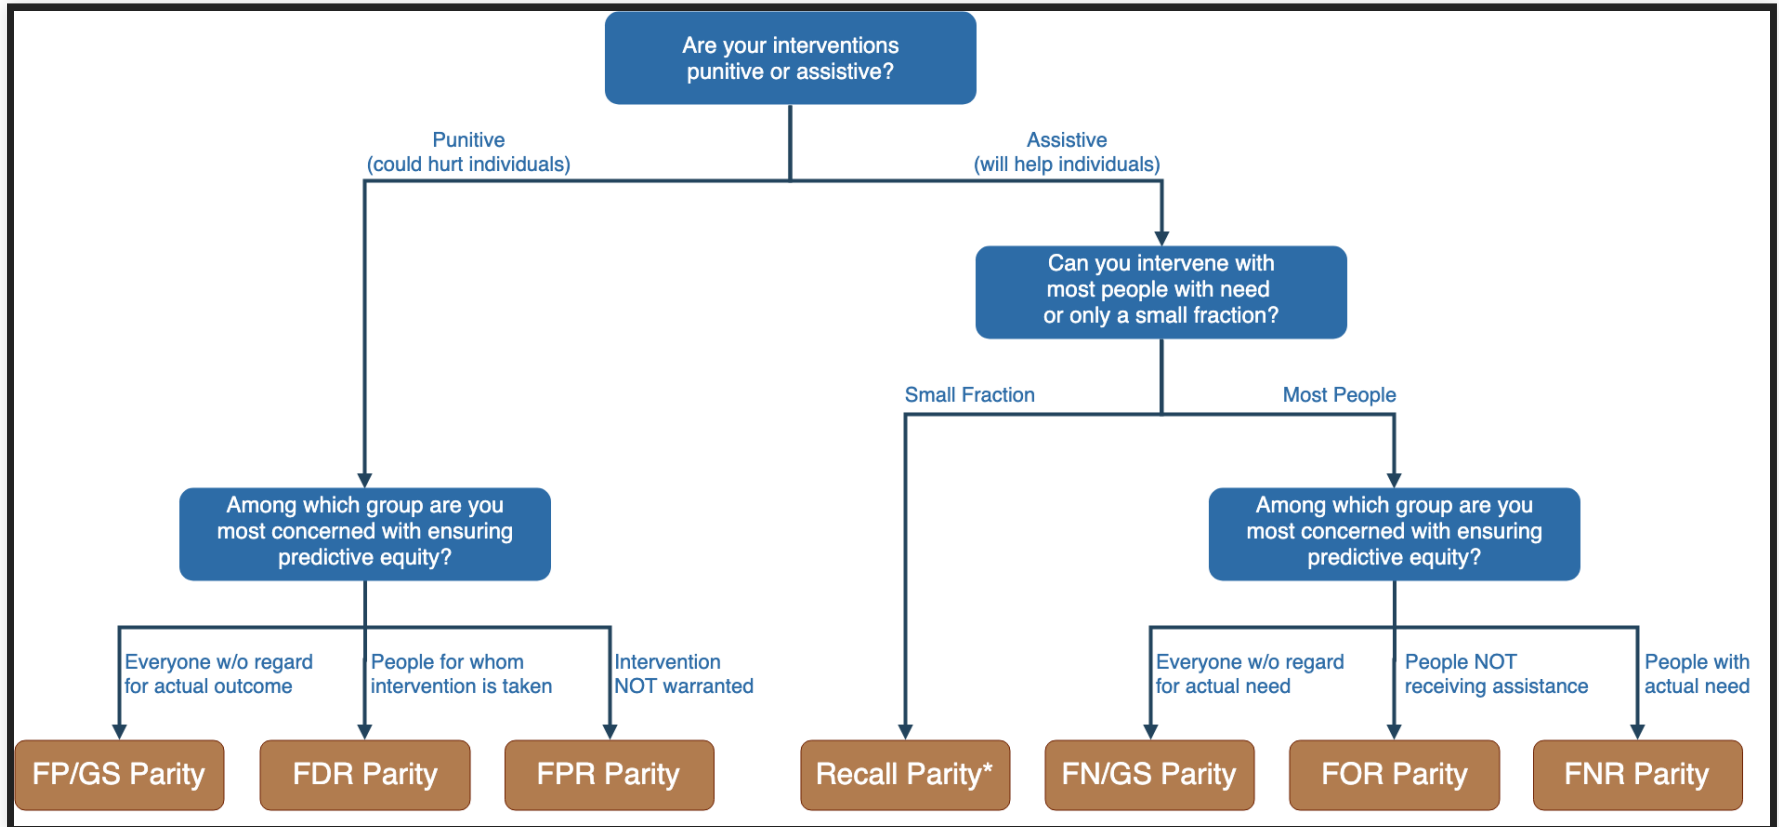 Are your interventions
punitive or assistive?
Punitive
(could hurt individuals)
Assistive
(will help individuals)
Can you intervene with
most people with need
or only a small fraction?
Small Fraction
Most People
Among which group are you
most concerned with ensuring
predictive equity?
Among which group are you
most concerned with ensuring
predictive equity?
Everyone w/o regard
for actual outcome
People for whom
intervention is taken
Intervention
NOT warranted
Everyone w/o regard
for actual need
People NOT
receiving assistance
People with
actual need
FP/GS Parity
FDR Parity
FPR Parity
Recall Parity*
FN/GS Parity
FOR Parity
FNR Parity